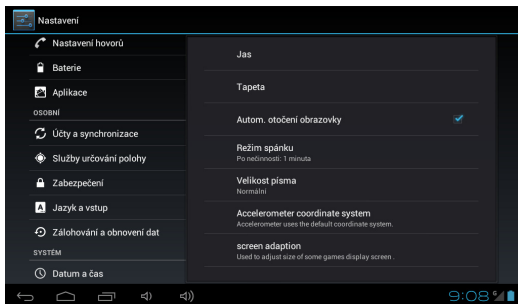 Nastavení
Nastavení hovorů
Baterie
Aplikace
OSOBNÍ
Účty a synchronizace
Služby určování polohy
Zabezpečení
Jazyk a vstup
Zálohování a obnovení dat
SYSTÉM
Datum a čas
Jas
Tapeta
Autom. otočení obrazovky
Režim spánku
Po nečinnosti: 1 minuta
Velikost písma
Normální
Accelerometer coordinate system
Accelerometer uses the default coordinate system.
screen adaption
Used to adjust size of some games display screen .
9:08